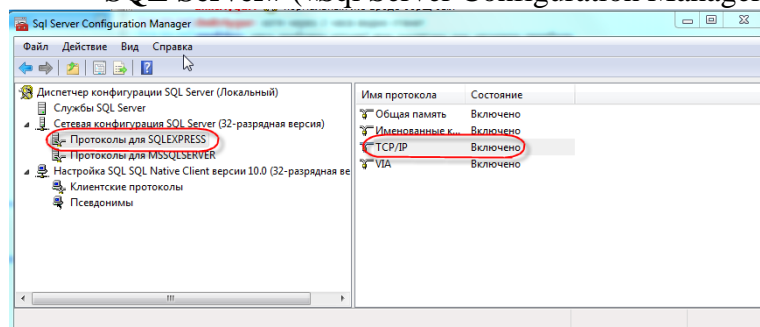 SQL Server» («Sql Server Configuration Manager
Sql Server Configuration Manager
Файл Действие Вид Справка
Диспетчер конфигурации SQL Server (Локальный)
Службы SQL Server
Сетевая конфигурация SQL Server (32-разрядная версия)
Протоколы для SQLEXPRESS
Протоколы для MSSQLSERVER
Настройка SQL SQL Native Client версии 10.0 (32-разрядная ве
Клиентские протоколы
Псевдонимы
Имя протокола Состояние
Общая память Включено
Именованные к... Включено
TCP/IP Включено
VIA Включено